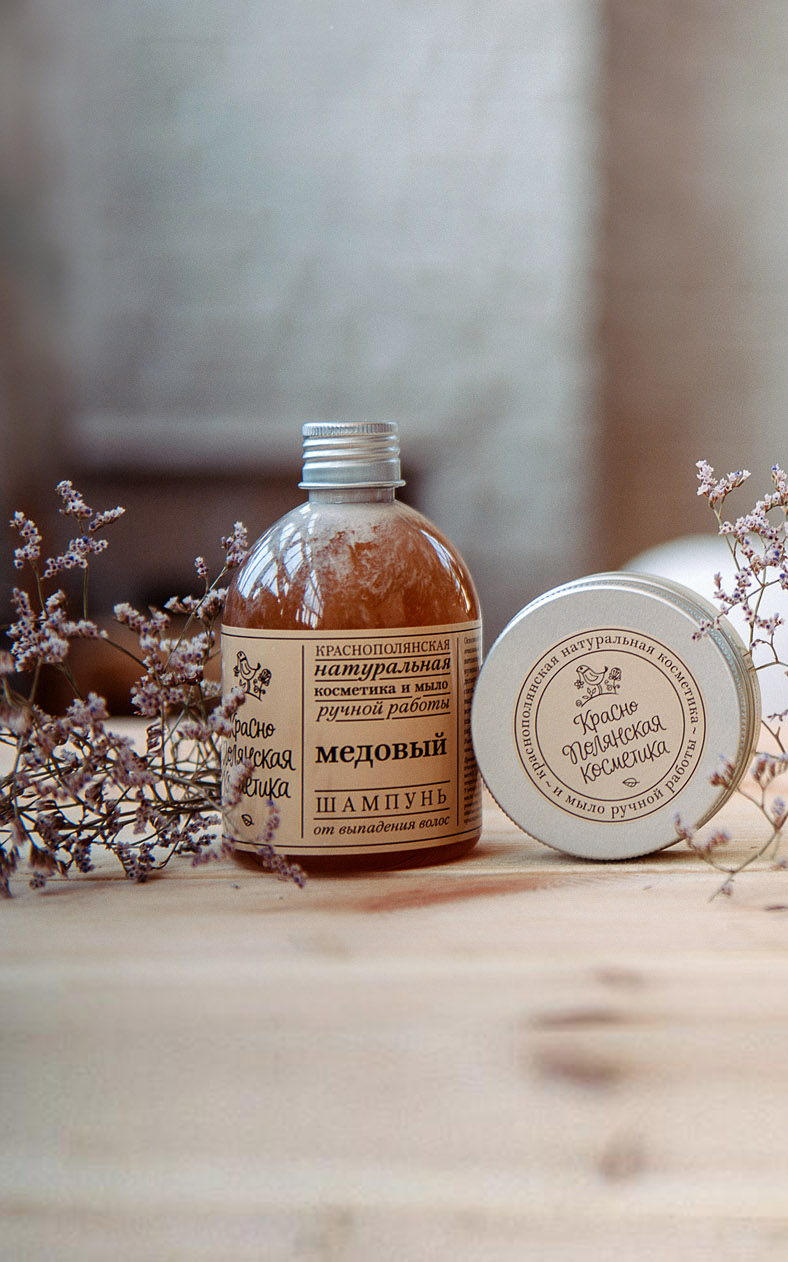 Красно
Полянская
косметика
КРАСНОПОЛЯНСКАЯ
натуральная
косметика и мыло
ручной работы
медовый
ШАМПУНЬ
от выпадения волос
краснополянская натуральная косметика
и мыло ручной работы
Красно
Полянская
косметика